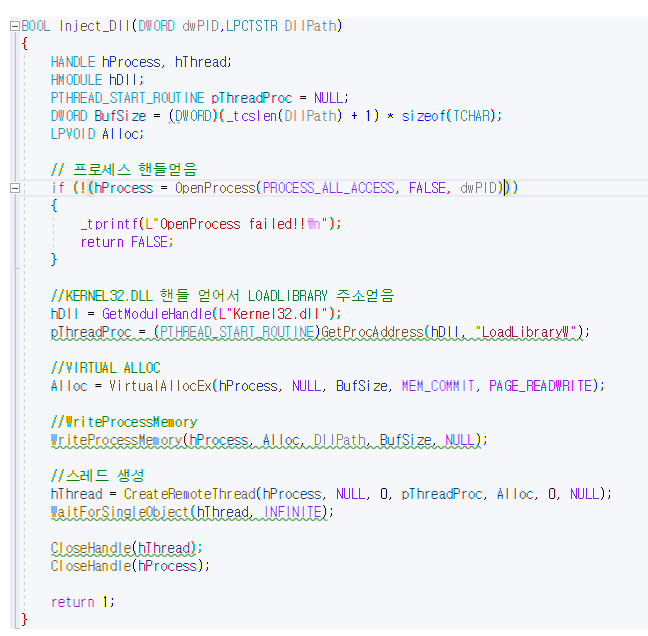 BOOL Inject_Dll(DWORD dwPID,LPCTSTR DllPath)
{
HANDLE hProcess, hThread;
HMODULE hDll;
PTHREAD_START_ROUTINE pThreadProc = NULL;
DWORD BufSize = (DWORD)(_tcslen(DllPath) + 1) * sizeof(TCHAR);
LPVOID Alloc;
// 프로세스 핸들얻음
if (!(hProcess = OpenProcess(PROCESS_ALL_ACCESS, FALSE, dwPID)))
{
_tprintf(L"OpenProcess failed!!₩n");
return FALSE;
}
//KERNEL32.DLL 핸들 얻어서 LOADLIBRARY 주소얻음
hDll = GetModuleHandle(L"Kernel32.dll");
pThreadProc = (PTHREAD_START_ROUTINE)GetProcAddress(hDll, "LoadLibraryW");
//VIRTUAL ALLOC
Alloc = VirtualAllocEx(hProcess, NULL, BufSize, MEM_COMMIT, PAGE_READWRITE);
//WriteProcessMemory
WriteProcessMemory(hProcess, Alloc, DllPath, BufSize, NULL);
//스레드 생성
hThread = CreateRemoteThread(hProcess, NULL, 0, pThreadProc, Alloc, 0, NULL);
WaitForSingleObject(hThread, INFINITE);
CloseHandle(hThread);
CloseHandle(hProcess);
return 1;
}